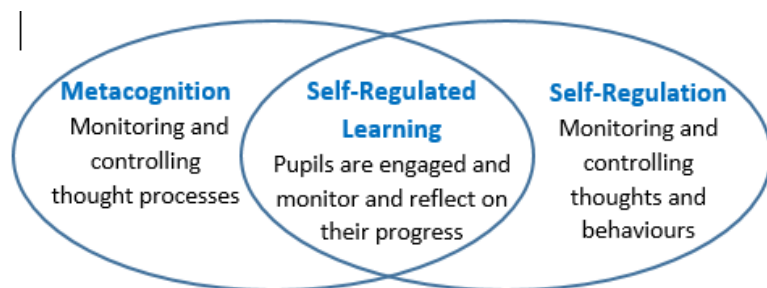 Metacognition
Monitoring and
controlling
thought processes
Self-Regulated
Learning
Pupils are engaged and
monitor and reflect on
their progress
Self-Regulation
Monitoring and
controlling
thoughts and
behaviours